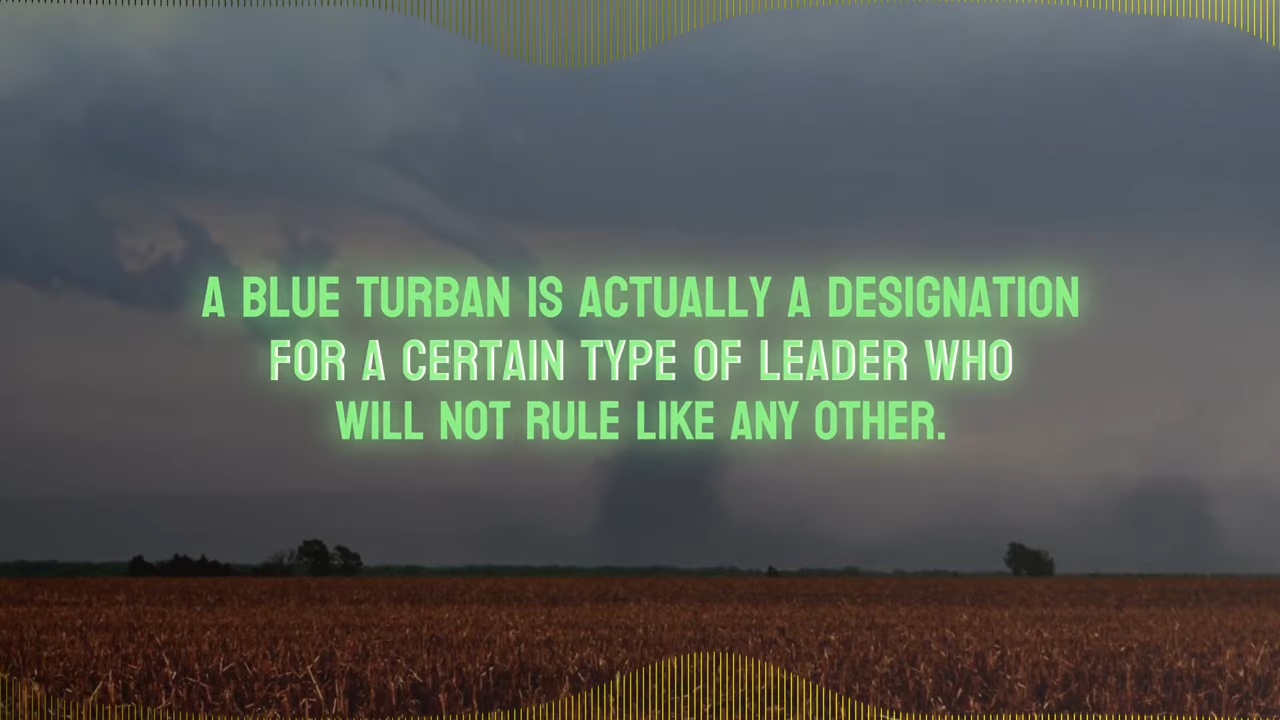 A BLUE TURBAN IS ACTUALLY A DESIGNATION
FOR A CERTAIN TYPE OF LEADER WHO
WILL NOT RULE LIKE ANY OTHER.